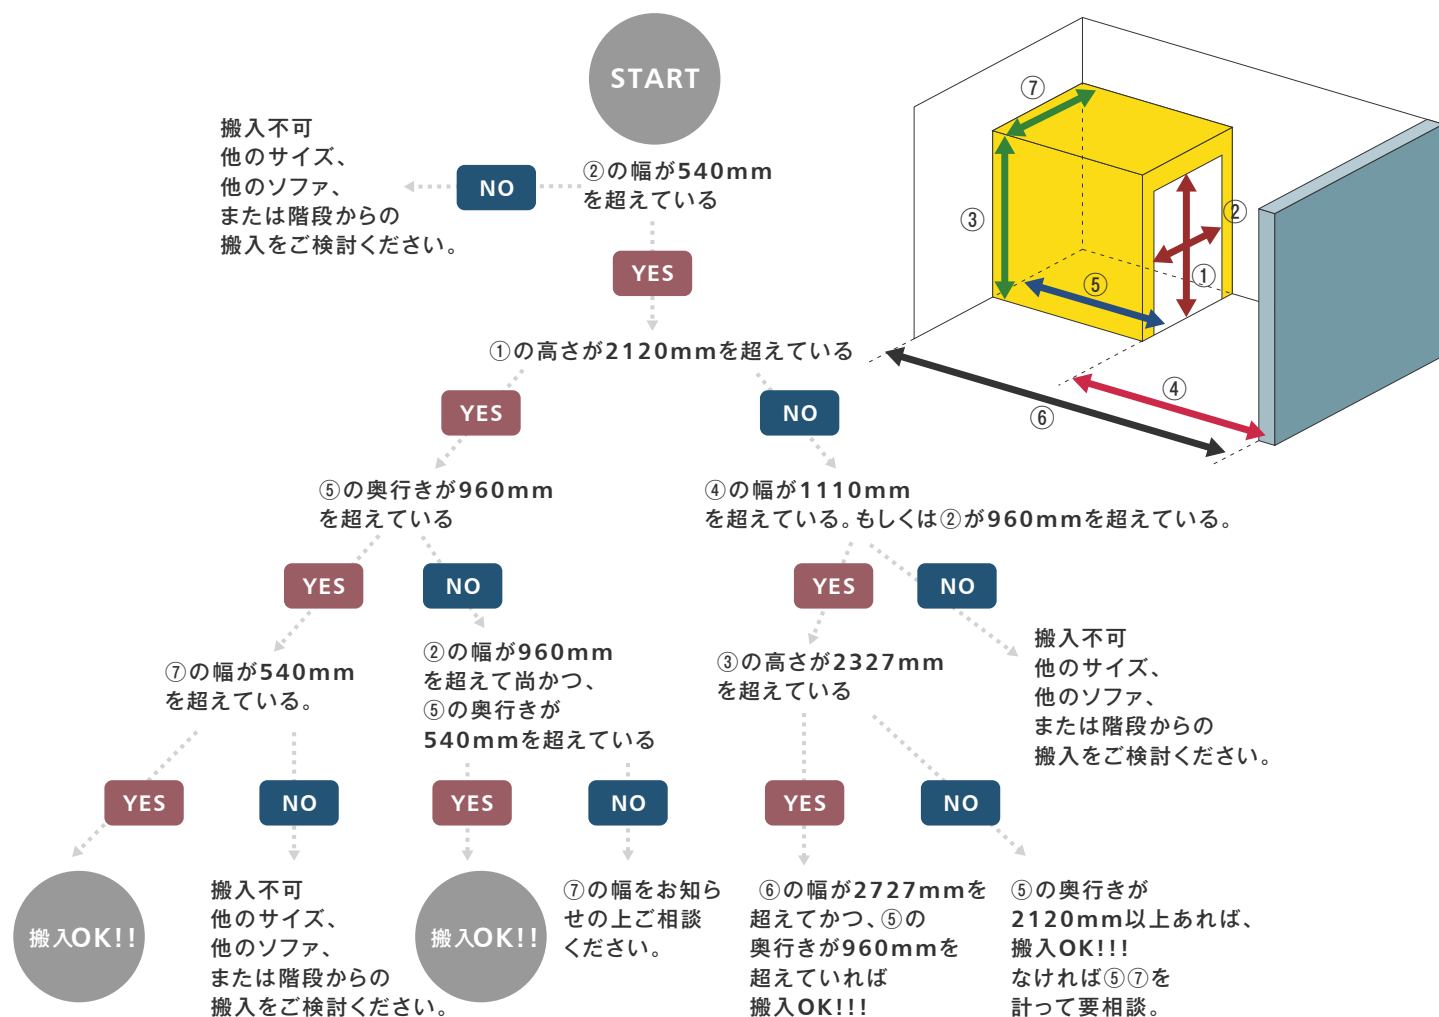 START
搬入不可
他のサイズ、
他のソファ、
または階段からの
搬入をご検討ください。
NO
②の幅が540mm
を超えている
YES
①の高さが2120mmを超えている
YES
NO
⑤の奥行きが960mm
を超えている
④の幅が1110mm
を超えている。もしくは②が960mmを超えている。
YES
NO
YES
NO
⑦の幅が540mm
を超えている。
②の幅が960mm
を超えて尚かつ、
⑤の奥行きが
540mmを超えている
③の高さが2327mm
を超えている
搬入不可
他のサイズ、
他のソファ、
または階段からの
搬入をご検討ください。
YES
NO
YES
NO
YES
NO
搬入OK!!
搬入不可
他のサイズ、
他のソファ、
または階段からの
搬入をご検討ください。
搬入OK!!
⑦の幅をお知ら
せの上ご相談
ください。
⑥の幅が2727mmを
超えてかつ、⑤の
奥行きが960mmを
超えていれば
搬入OK!!!
⑤の奥行きが
2120mm以上あれば、
搬入OK!!!
なければ⑤⑦を
計って要相談。
⑦
③
②
①
⑤
④
⑥